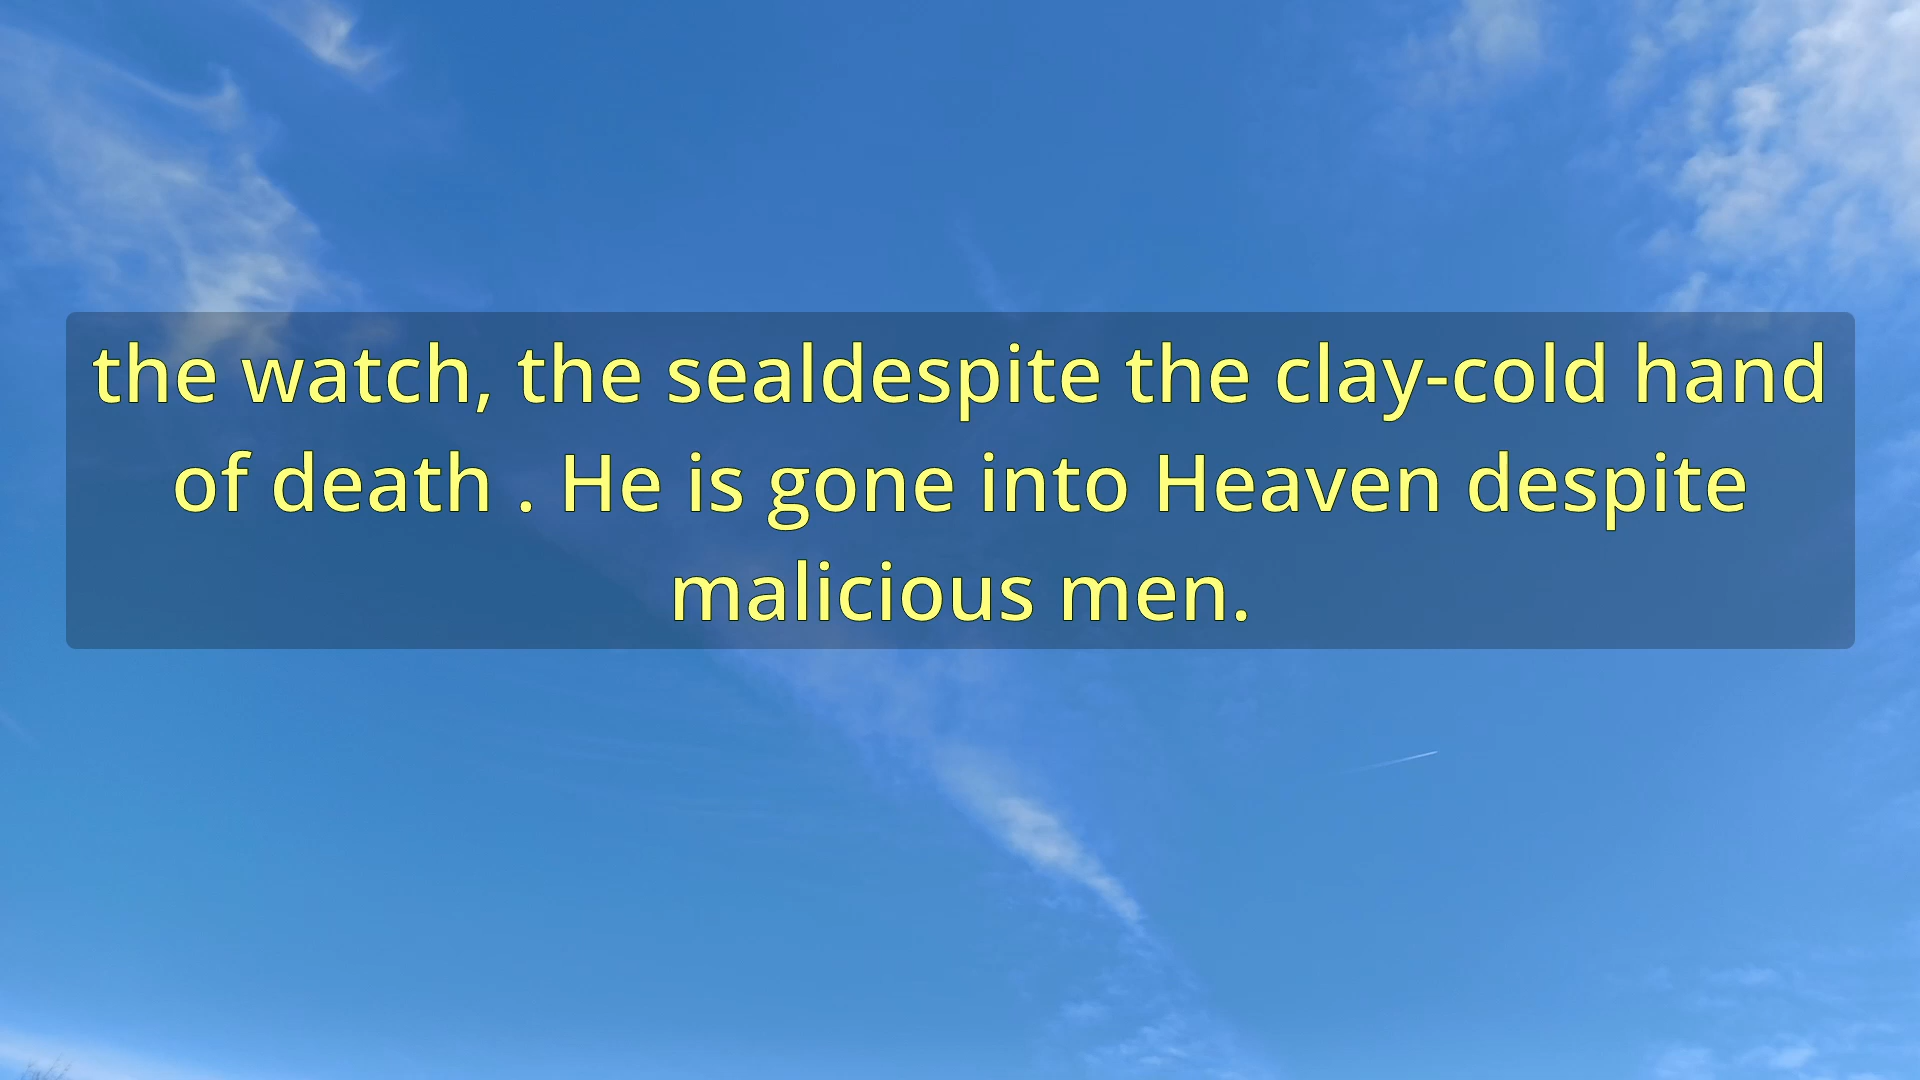 the watch, the sealdespite the clay-cold hand
of death . He is gone into Heaven despite
malicious men.